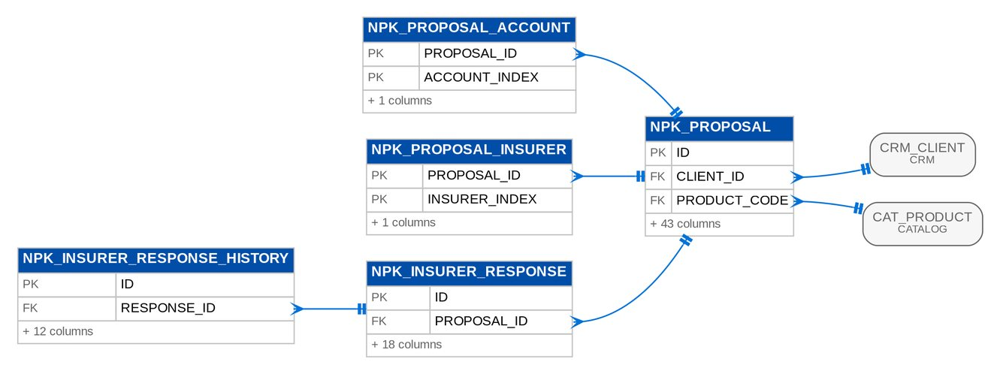 NPK_PROPOSAL_ACCOUNT
PK PROPOSAL_ID
PK ACCOUNT_INDEX
+ 1 columns
NPK_PROPOSAL_INSURER
PK PROPOSAL_ID
PK INSURER_INDEX
+ 1 columns
NPK_INSURER_RESPONSE_HISTORY
PK ID
FK RESPONSE_ID
+ 12 columns
NPK_INSURER_RESPONSE
PK ID
FK PROPOSAL_ID
+ 18 columns
NPK_PROPOSAL
PK ID
FK CLIENT_ID
FK PRODUCT_CODE
+ 43 columns
CRM_CLIENT
CRM
CAT_PRODUCT
CATALOG